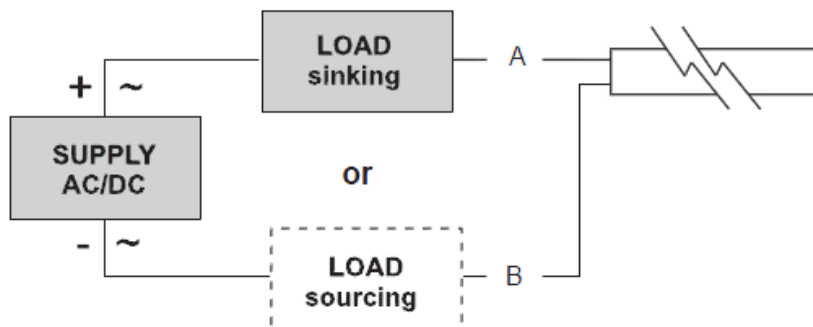 LOAD
sinking
A
+ ~
SUPPLY
AC/DC
or
- ~
LOAD
sourcing
B